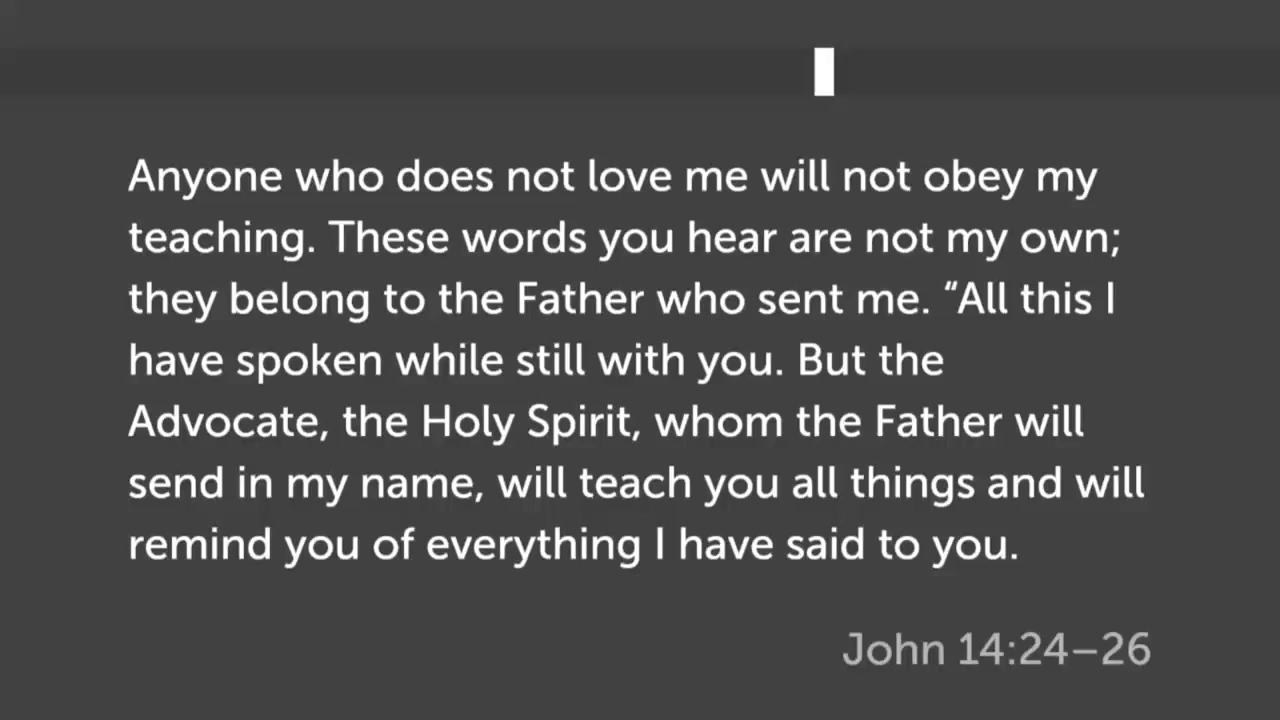 Anyone who does not love me will not obey my
teaching. These words you hear are not my own;
they belong to the Father who sent me. “All this I
have spoken while still with you. But the
Advocate, the Holy Spirit, whom the Father will
send in my name, will teach you all things and will
remind you of everything I have said to you.
John 14:24–26